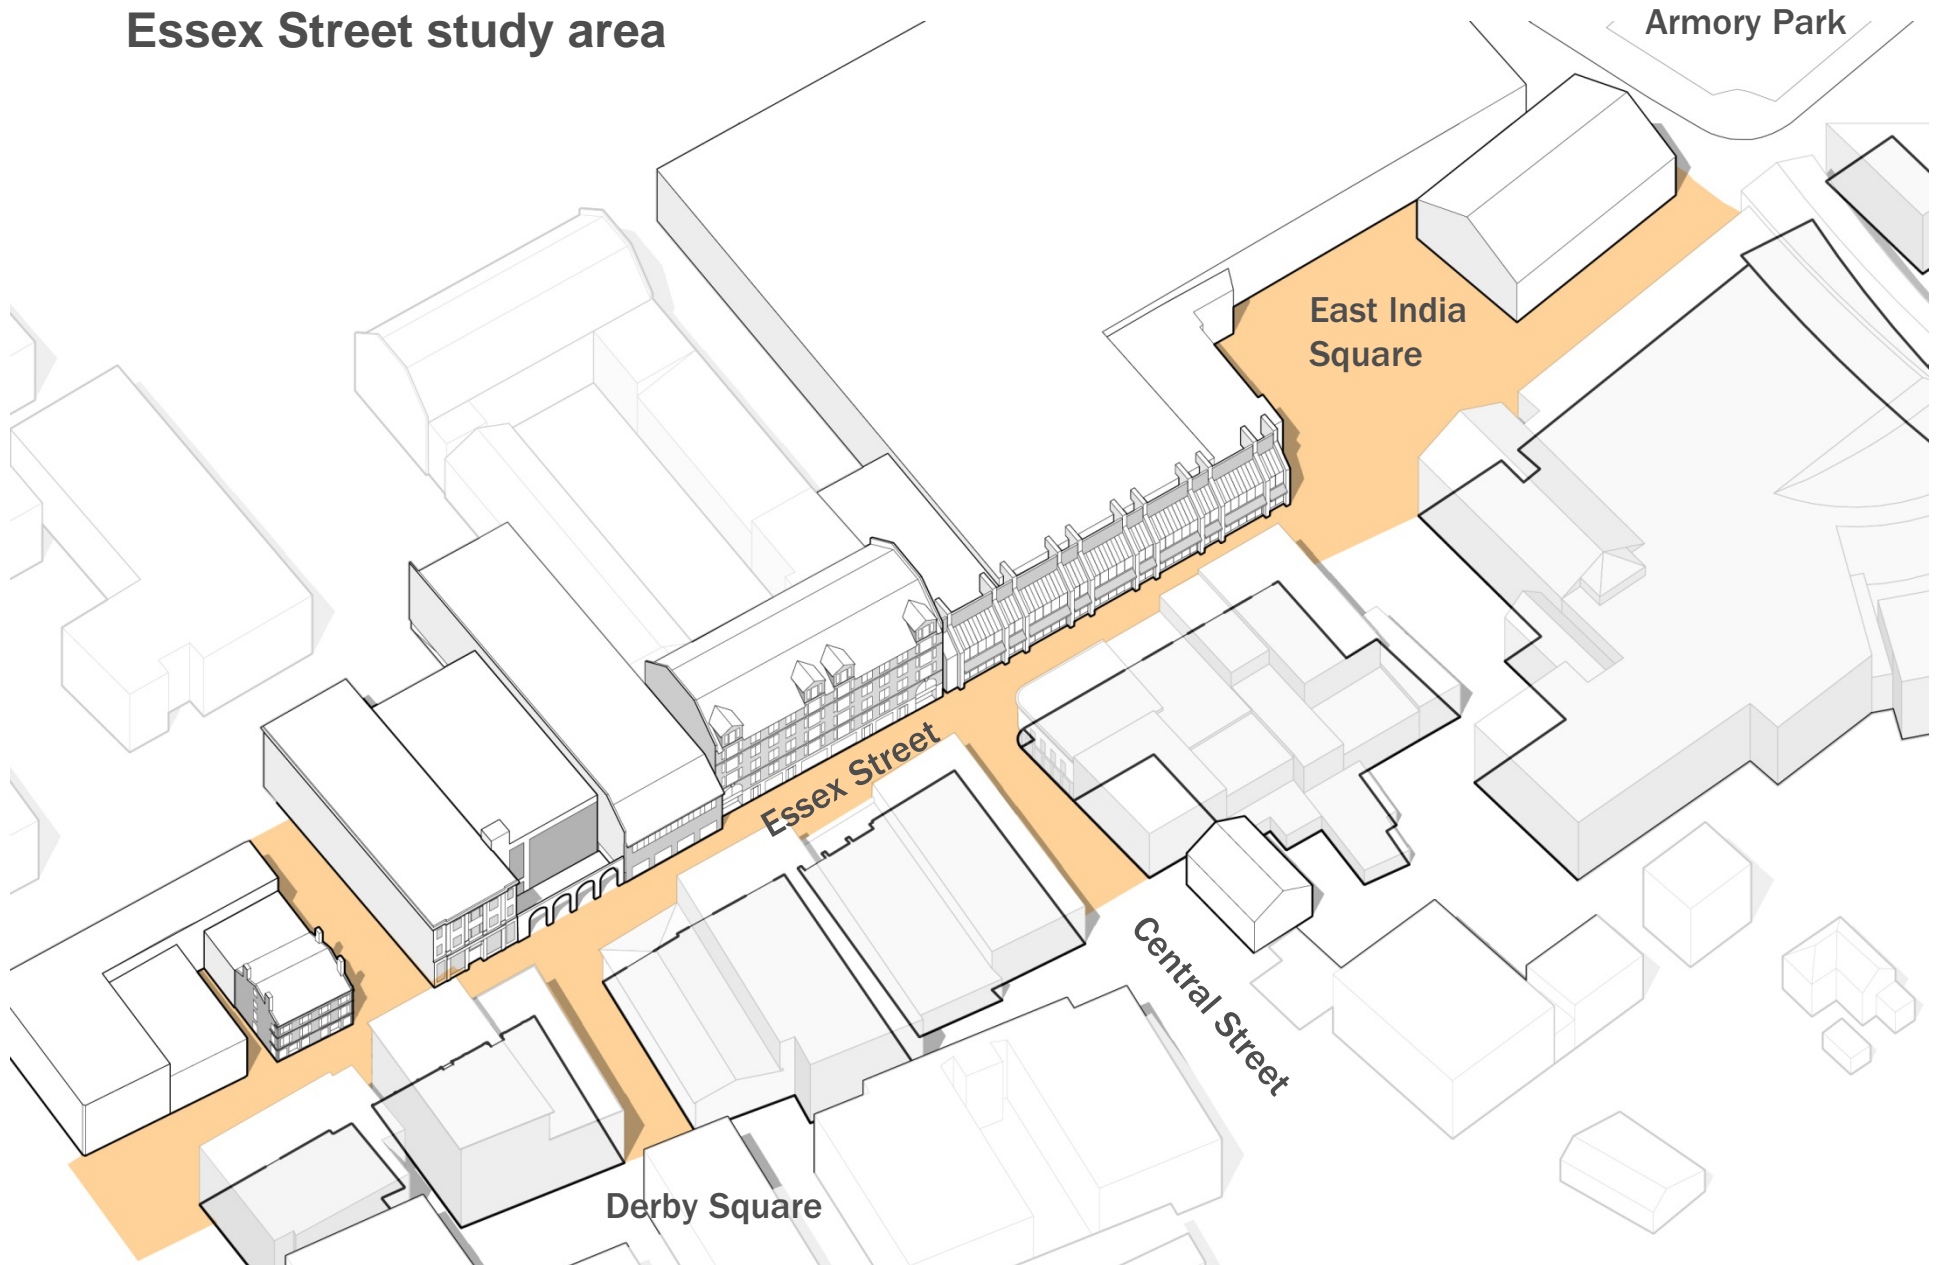 Essex Street study area
Armory Park
East India
Square
Essex Street
Central Street
Derby Square